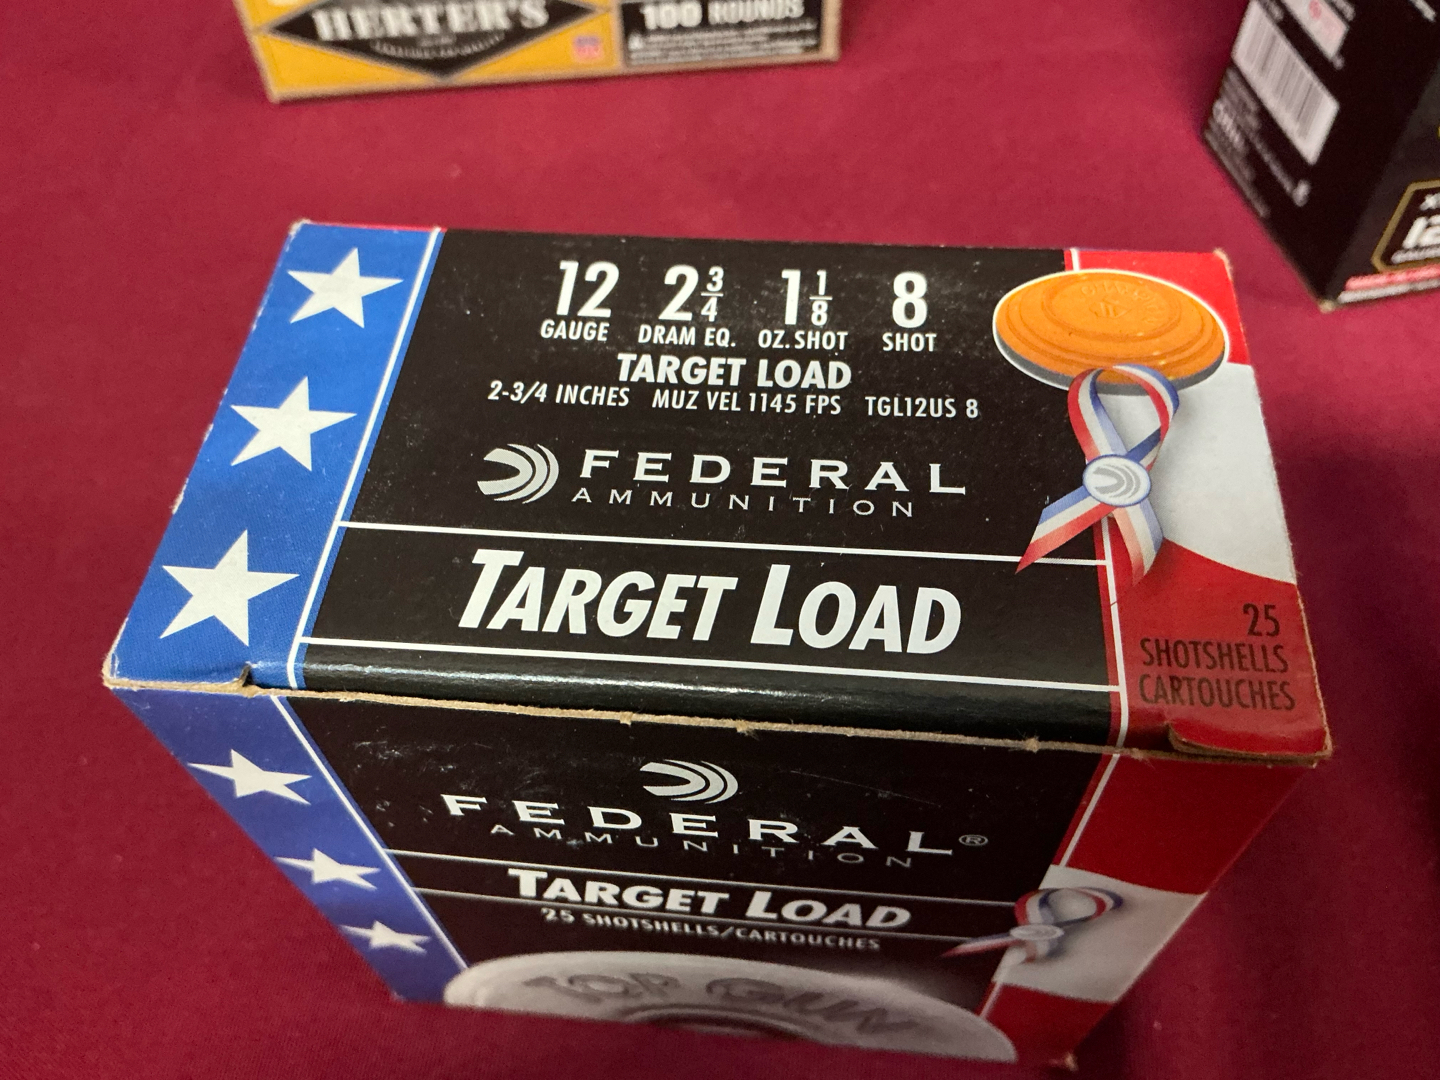 HERTER'S
100 ROUNDS
12 2 3/4 1 1/8 8
GAUGE DRAM EQ. OZ. SHOT SHOT
TARGET LOAD
2-3/4 INCHES MUZ VEL 1145 FPS TGL12US 8
FEDERAL
AMMUNITION
TARGET LOAD
25
SHOTSHELLS
CARTOUCHES
FEDERAL®
AMMUNITION
TARGET LOAD
25 SHOTSHELLS/CARTOUCHES
TOP GUN
12